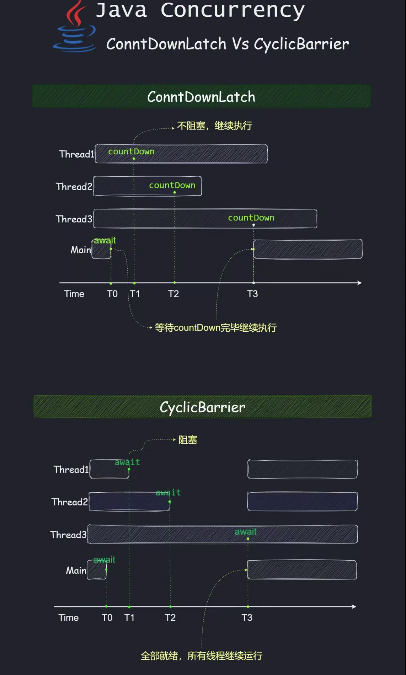 Java Concurrency
ConntDownLatch Vs CyclicBarrier
ConntDownLatch
不阻塞，继续执行
Thread1
countDown
Thread2
countDown
Thread3
countDown
Main
await
Time
T0
T1
T2
T3
等待countDown完毕继续执行
CyclicBarrier
阻塞
Thread1
await
Thread2
await
Thread3
await
Main
await
Time
T0
T1
T2
T3
全部就绪，所有线程继续运行